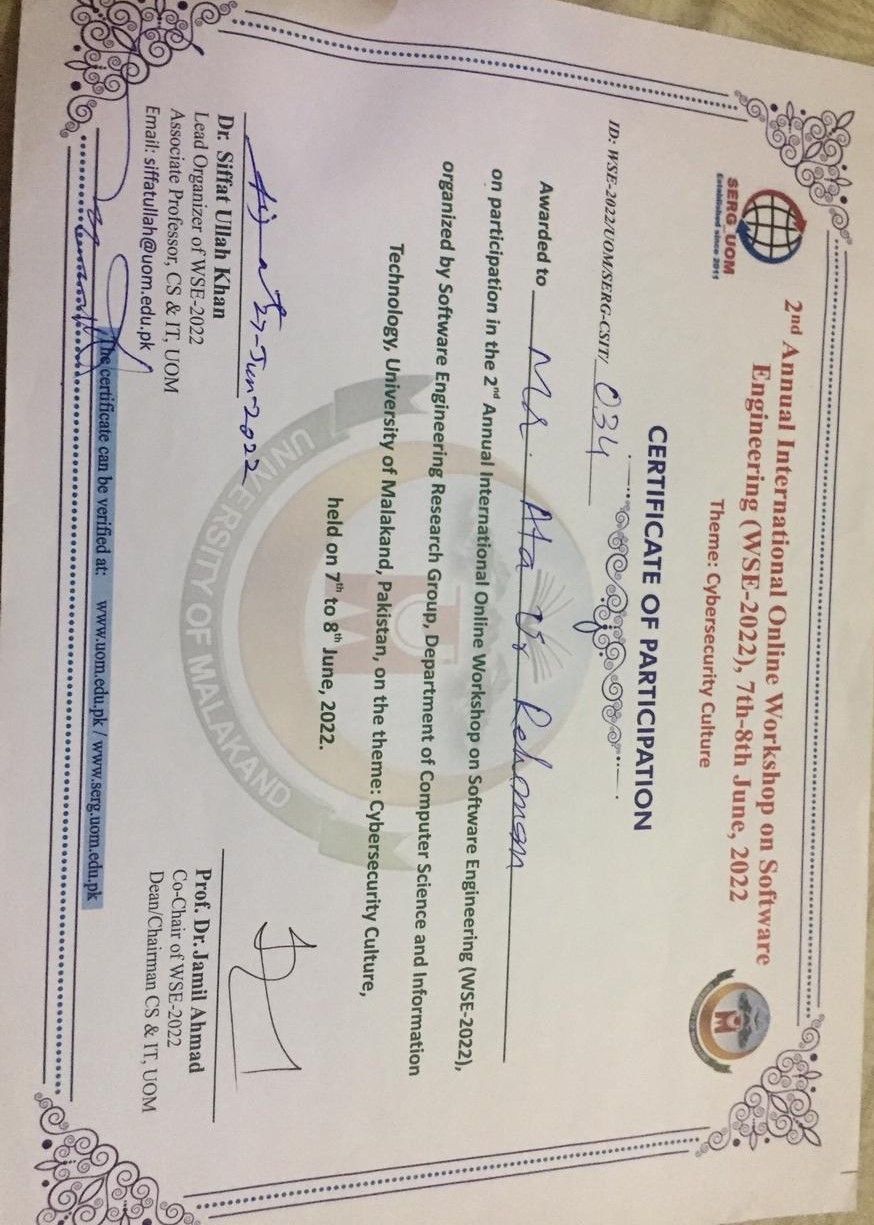 2nd Annual International Online Workshop on Software
Engineering (WSE-2022), 7th-8th June, 2022
SERG_UOM
Established since 2011
Theme: Cybersecurity Culture
CERTIFICATE OF PARTICIPATION
ID: WSE-2022/UOM/SERG-CSIT/ 034
Awarded to Mr. Ata Ur Rehman
on participation in the 2nd Annual International Online Workshop on Software Engineering (WSE-2022),
organized by Software Engineering Research Group, Department of Computer Science and Information
Technology, University of Malakand, Pakistan, on the theme: Cybersecurity Culture,
held on 7th to 8th June, 2022.
UNIVERSITY OF MALAKAND
27-Jun-2022
Dr. Siffat Ullah Khan
Lead Organizer of WSE-2022
Associate Professor, CS & IT, UOM
Email: siffatullah@uom.edu.pk
Prof. Dr. Jamil Ahmad
Co-Chair of WSE-2022
Dean/Chairman CS & IT, UOM
The certificate can be verified at: www.uom.edu.pk / www.serg.uom.edu.pk